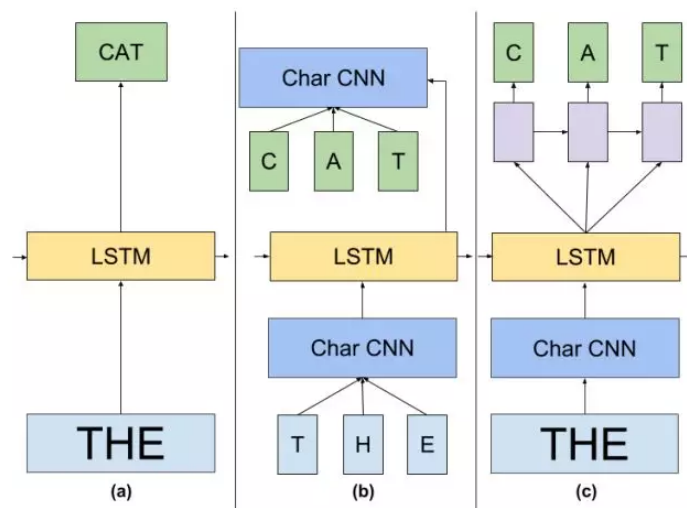 CAT
LSTM
THE
(a)
Char CNN
C A T
LSTM
Char CNN
T H E
(b)
C A T
LSTM
Char CNN
THE
(c)